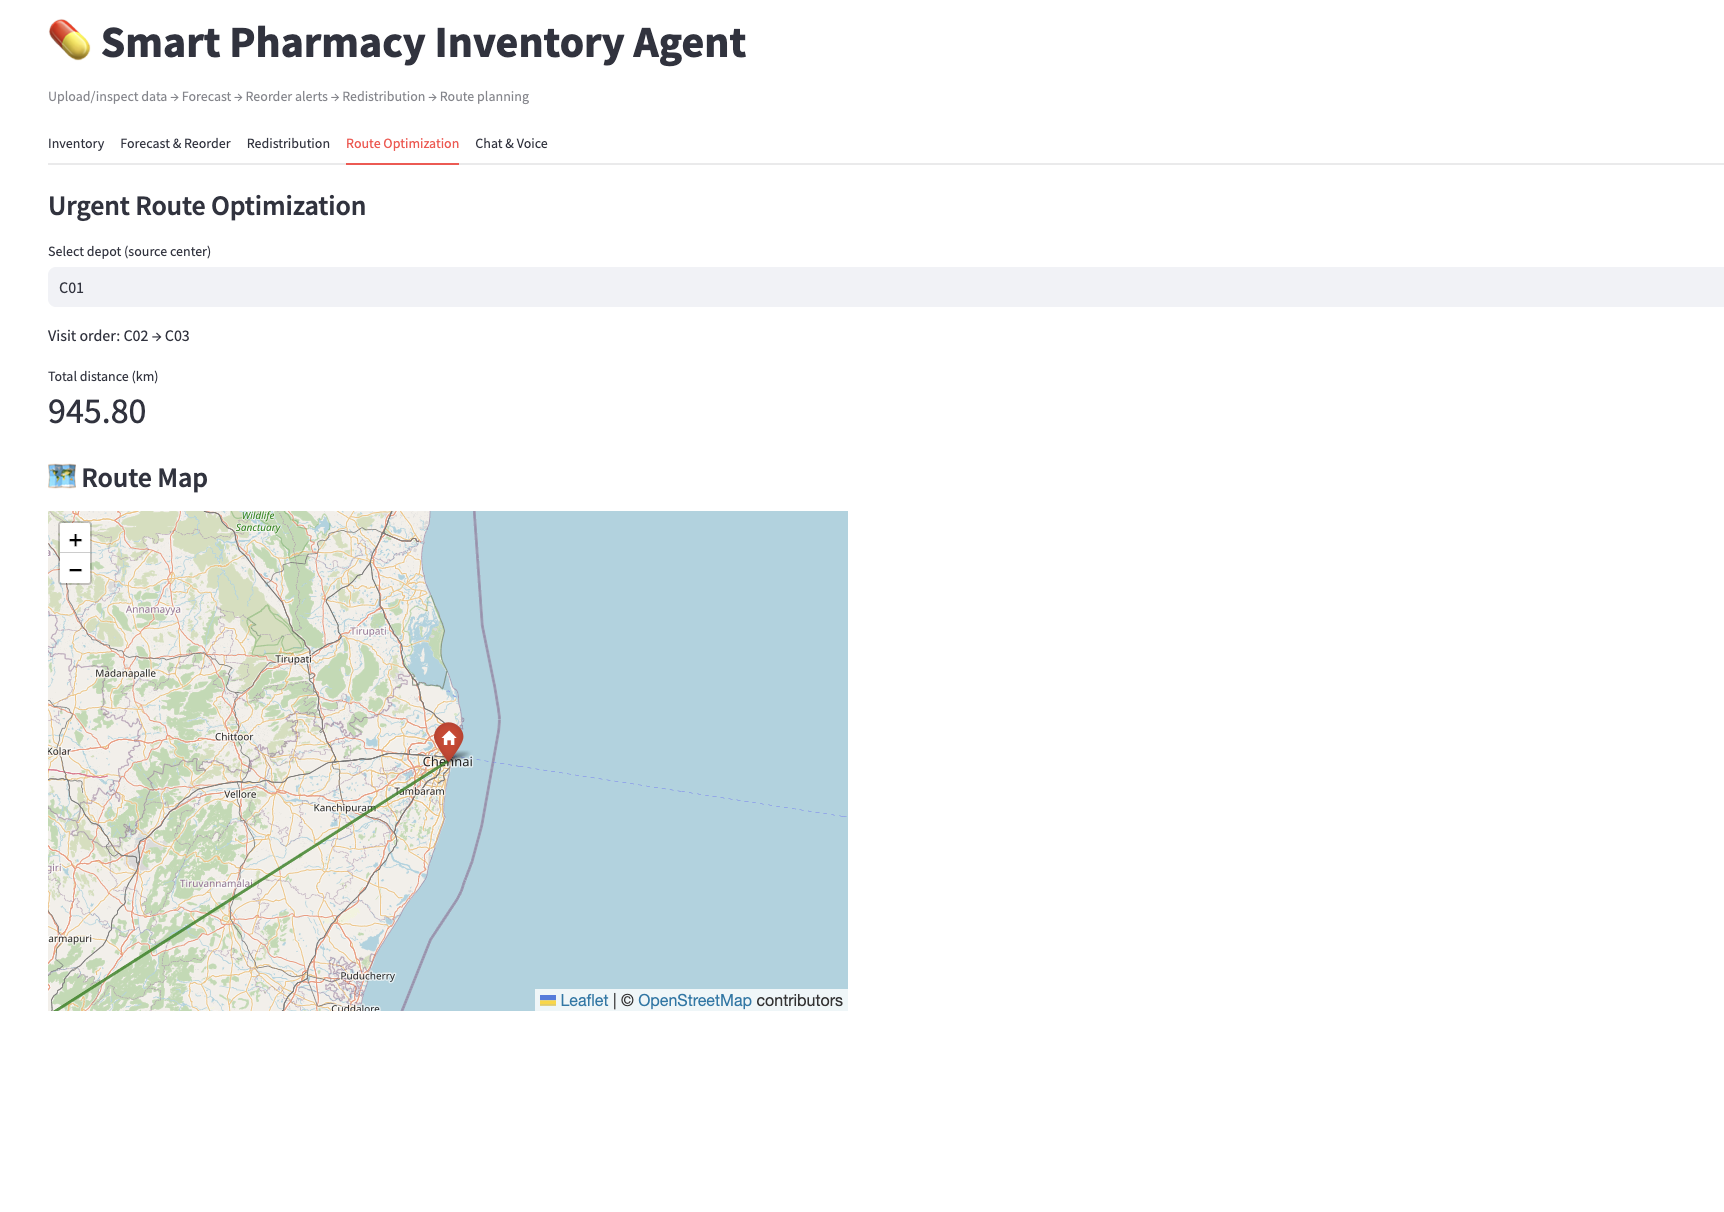 Smart Pharmacy Inventory Agent
Upload/inspect data → Forecast → Reorder alerts → Redistribution → Route planning
Inventory Forecast & Reorder Redistribution Route Optimization Chat & Voice
Urgent Route Optimization
Select depot (source center)
C01
Visit order: C02 → C03
Total distance (km)
945.80
Route Map
+
−
Wildlife
Sanctuary
Annamayya
Tirupati
Tirupati
Madanapalle
Chittoor
Kolar
Chennai
Tambaram
Vellore
Kanchipuram
Tiruvannamalai
giri
armapuri
Puducherry
Cuddalore
Leaflet | © OpenStreetMap contributors